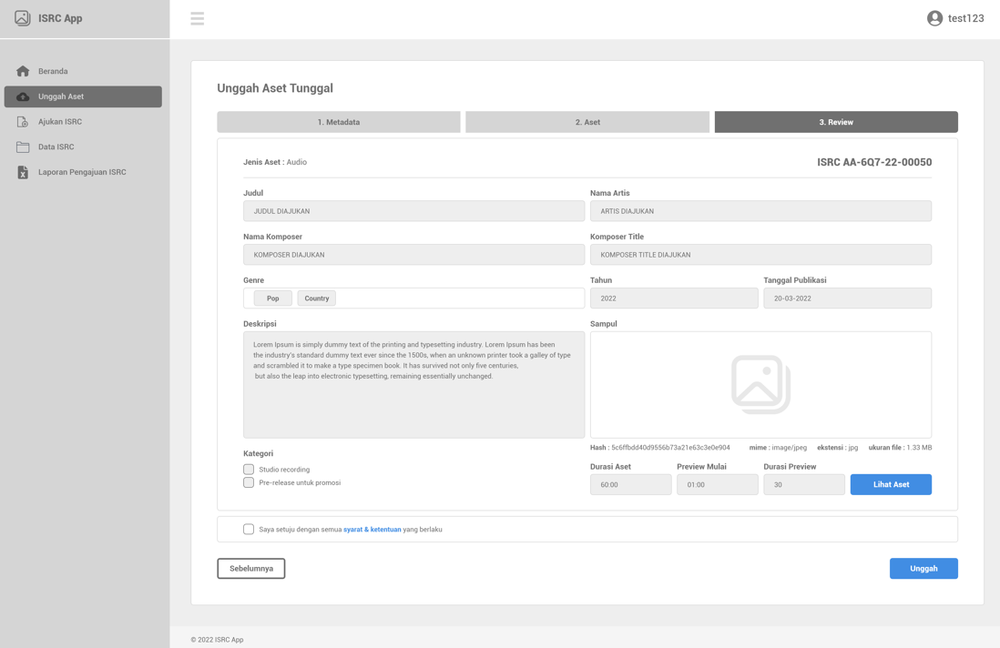 ISRC App
test123
Beranda
Unggah Aset
Ajukan ISRC
Data ISRC
Laporan Pengajuan ISRC
Unggah Aset Tunggal
1. Metadata
2. Aset
3. Review
Jenis Aset : Audio
ISRC AA-6Q7-22-00050
Judul
JUDUL DIAJUKAN
Nama Artis
ARTIS DIAJUKAN
Nama Komposer
KOMPOSER DIAJUKAN
Komposer Title
KOMPOSER TITLE DIAJUKAN
Genre
Pop
Country
Tahun
2022
Tanggal Publikasi
20-03-2022
Deskripsi
Lorem Ipsum is simply dummy text of the printing and typesetting industry. Lorem Ipsum has been
the industry's standard dummy text ever since the 1500s, when an unknown printer took a galley of type
and scrambled it to make a type specimen book. It has survived not only five centuries,
but also the leap into electronic typesetting, remaining essentially unchanged.
Sampul
Hash : 5c6ffbdd40d9556b73a21e63c3e0e904
mime : image/jpeg
ekstensi : jpg
ukuran file : 1.33 MB
Kategori
Studio recording
Pre-release untuk promosi
Durasi Aset
60:00
Preview Mulai
01:00
Durasi Preview
30
Lihat Aset
Saya setuju dengan semua syarat & ketentuan yang berlaku
Sebelumnya
Unggah
© 2022 ISRC App